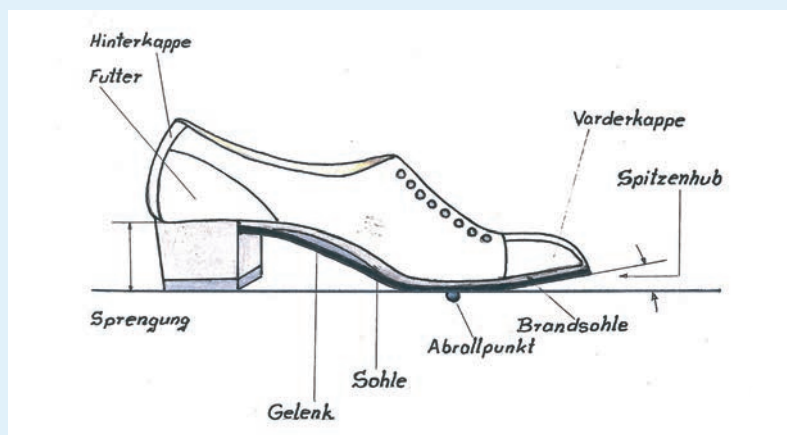 Hinterkappe
Futter
Varderkappe
Spitzenhub
Sprengung
Brandsohle
Abrollpunkt
Sohle
Gelenk